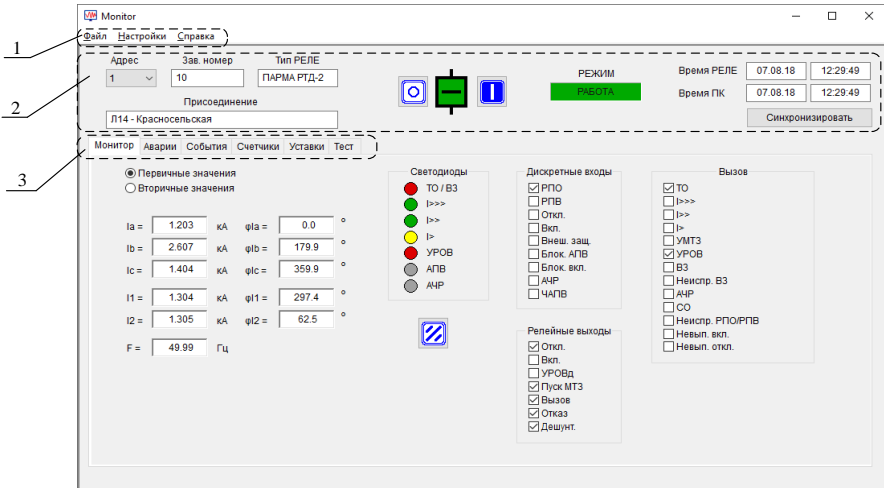 Monitor
1
Файл Настройки Справка
2
Адрес Зав. номер Тип РЕЛЕ
1 10 ПАРМА РТД-2
Присоединение
Л14 - Красносельская
РЕЖИМ
РАБОТА
Время РЕЛЕ 07.08.18 12:29:49
Время ПК 07.08.18 12:29:49
Синхронизировать
3
Монитор Аварии События Счетчики Уставки Тест
Первичные значения
Вторичные значения
Ia = 1.203 кА φIa = 0.0 °
Ib = 2.607 кА φIb = 179.9 °
Ic = 1.404 кА φIc = 359.9 °
I1 = 1.304 кА φI1 = 297.4 °
I2 = 1.305 кА φI2 = 62.5 °
F = 49.99 Гц
Светодиоды
ТО / ВЗ
I>>>
I>>
I>
УРОВ
АПВ
АЧР
Дискретные входы
РПО
РПВ
Откл.
Вкл.
Внеш. защ.
Блок. АПВ
Блок. вкл.
АЧР
ЧАПВ
Релейные выходы
Откл.
Вкл.
УРОВд
Пуск МТЗ
Вызов
Отказ
Дешунт.
Вызов
ТО
I>>>
I>>
I>
УМТЗ
УРОВ
ВЗ
Неиспр. ВЗ
АЧР
СО
Неиспр. РПО/РПВ
Невып. вкл.
Невып. откл.